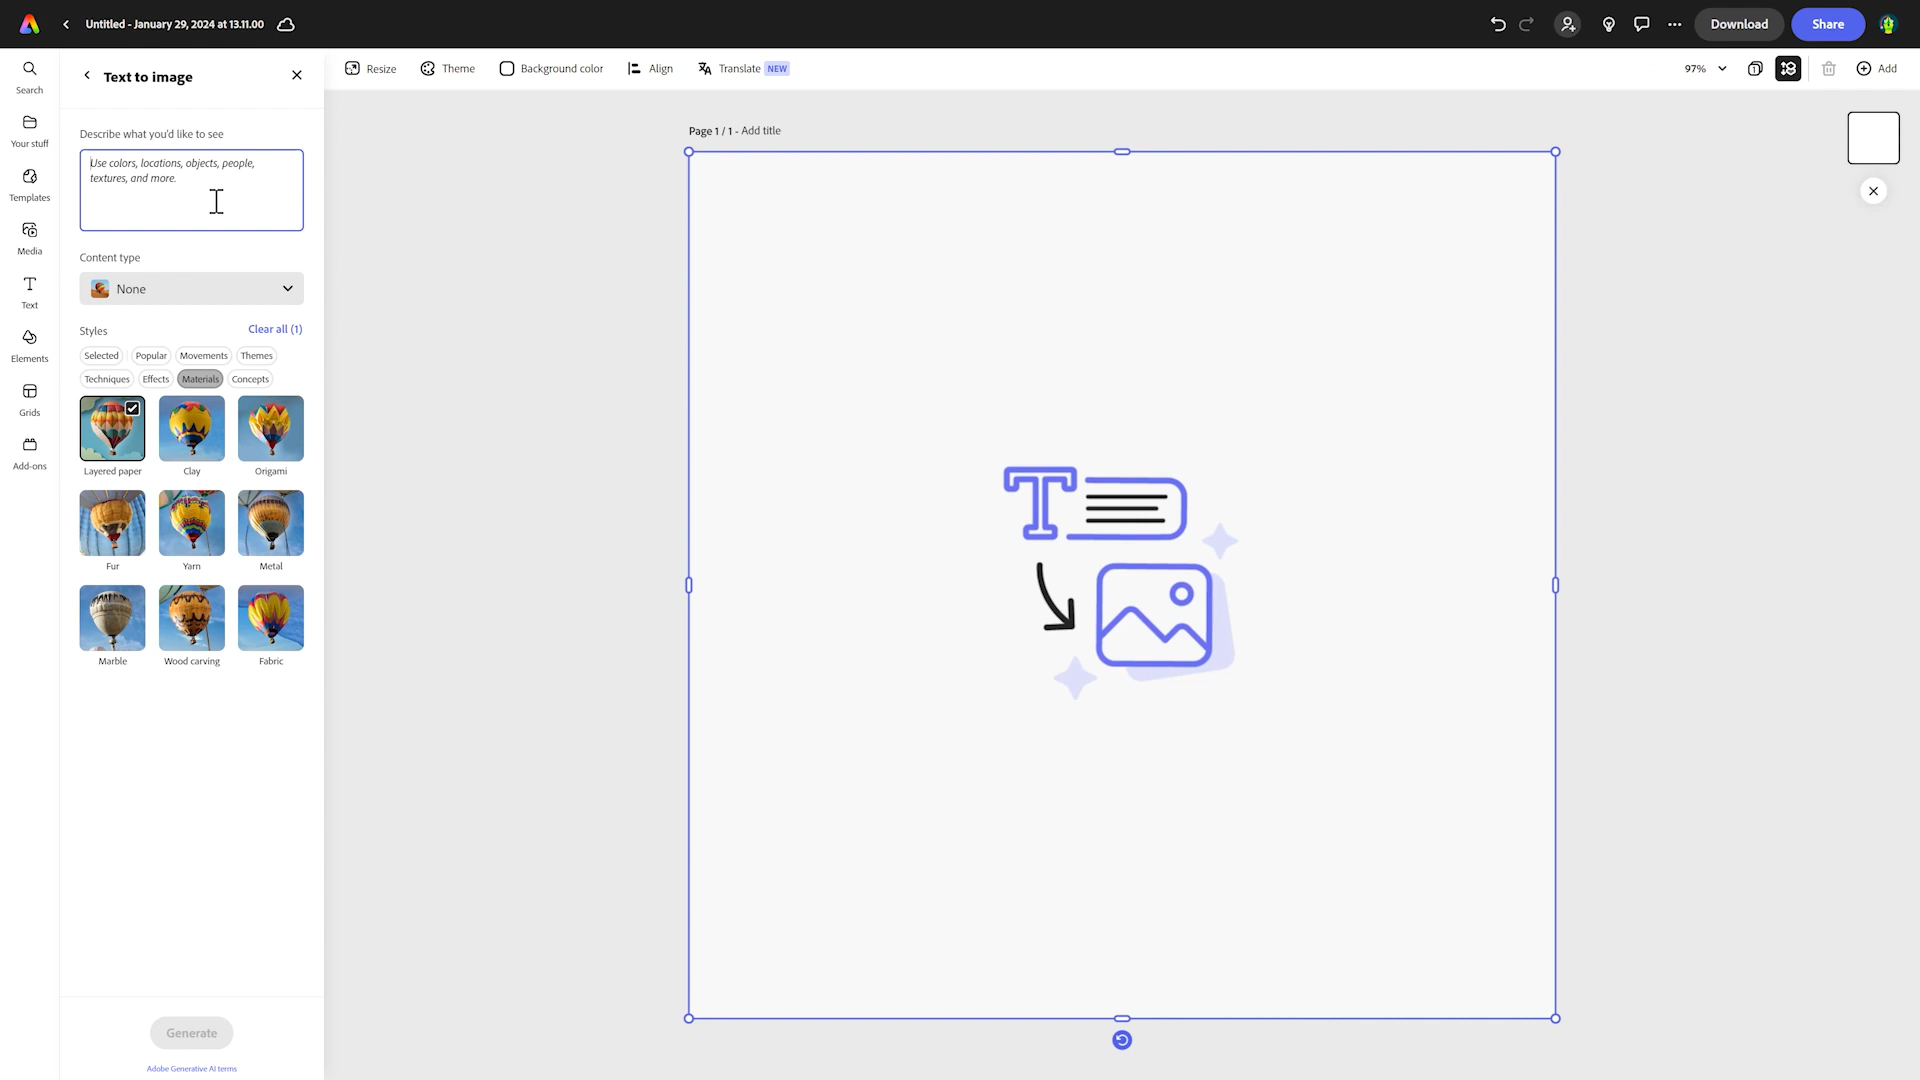 Untitled - January 29, 2024 at 13.11.00
Download
Share
Search
Your stuff
Templates
Media
Text
Elements
Grids
Add-ons
Text to image
Describe what you'd like to see
Use colors, locations, objects, people,
textures, and more.
Content type
None
Styles
Clear all (1)
Selected
Popular
Movements
Themes
Techniques
Effects
Materials
Concepts
Layered paper
Clay
Origami
Fur
Yarn
Metal
Marble
Wood carving
Fabric
Generate
Adobe Generative AI terms
Resize
Theme
Background color
Align
Translate NEW
97%
1
Add
Page 1 / 1 - Add title
T